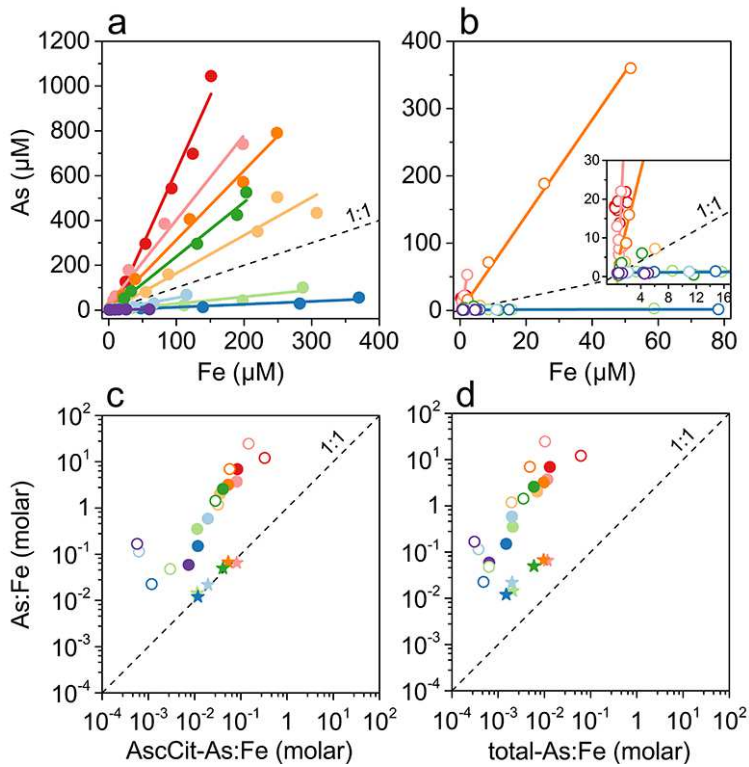 a
b
1200
1000
800
600
400
200
0
As (µM)
1:1
0 100 200 300 400
Fe (µM)
400
300
200
100
0
30
20
10
0
4 8 12 16
1:1
0 20 40 60 80
Fe (µM)
c
d
10²
10¹
1
10⁻¹
10⁻²
10⁻³
10⁻⁴
As:Fe (molar)
1:1
10⁻⁴ 10⁻³ 10⁻² 10⁻¹ 1 10¹ 10²
AscCit-As:Fe (molar)
10²
10¹
1
10⁻¹
10⁻²
10⁻³
10⁻⁴
1:1
10⁻⁴ 10⁻³ 10⁻² 10⁻¹ 1 10¹ 10²
total-As:Fe (molar)